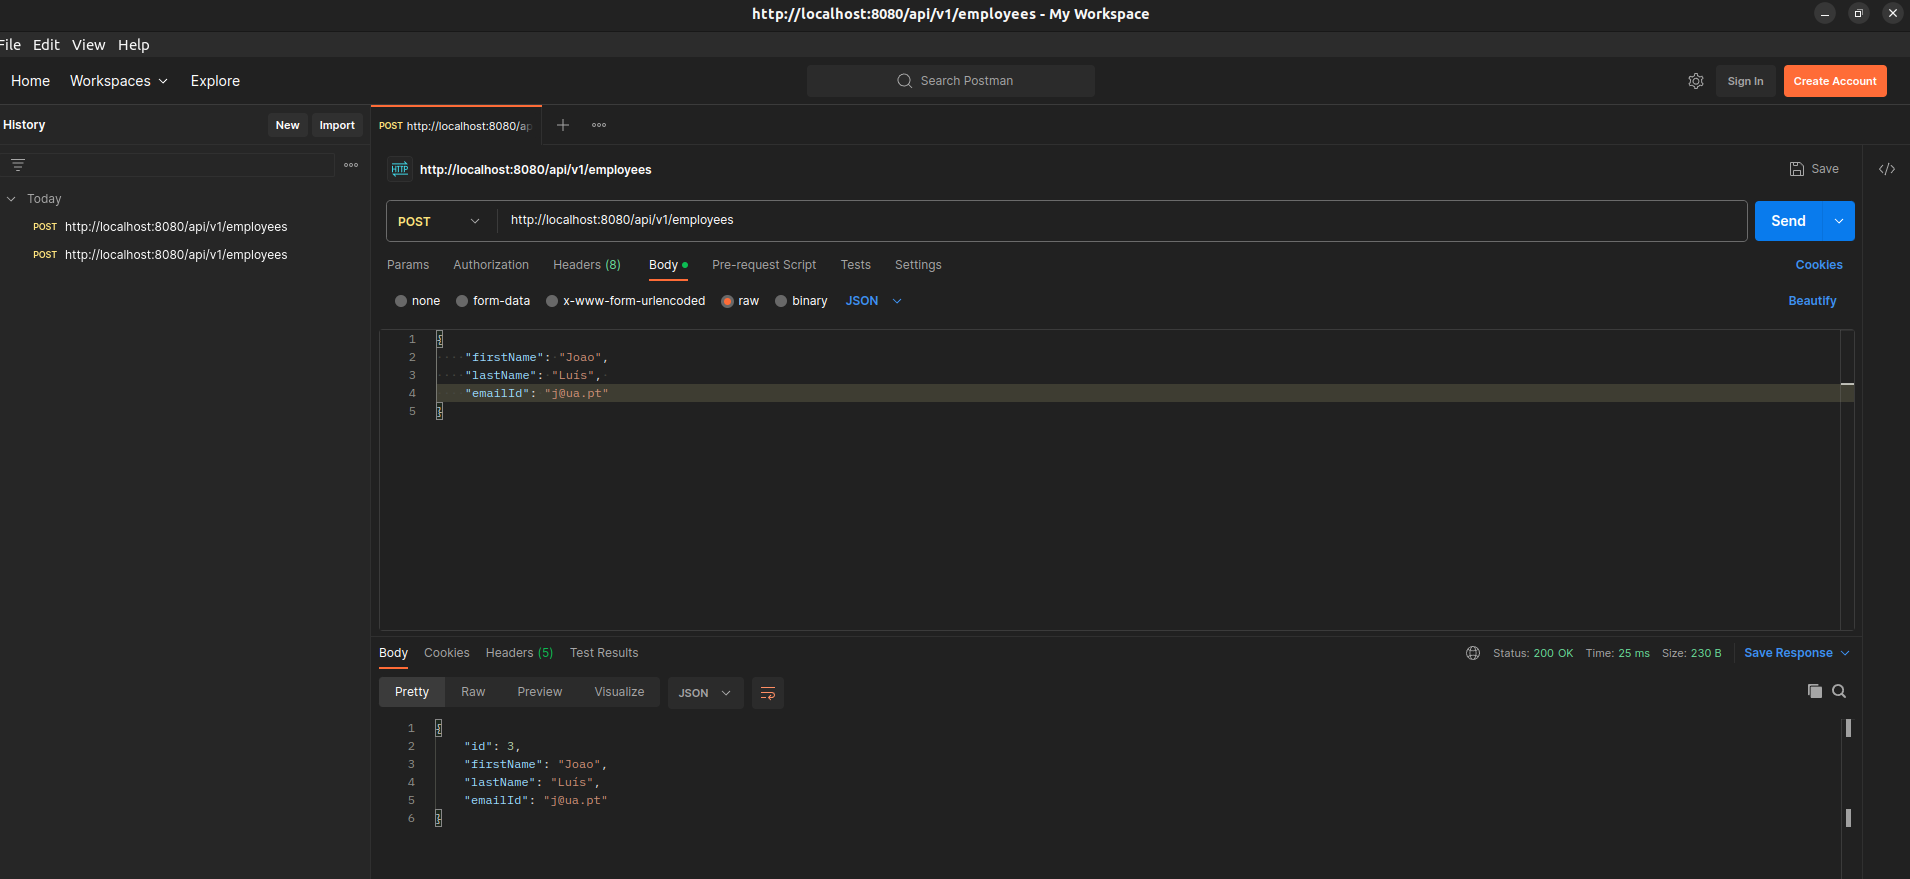 http://localhost:8080/api/v1/employees - My Workspace
File Edit View Help
Home Workspaces Explore Search Postman Sign In Create Account
History New Import
POST http://localhost:8080/ap
http://localhost:8080/api/v1/employees Save
Today
POST http://localhost:8080/api/v1/employees
POST http://localhost:8080/api/v1/employees
POST http://localhost:8080/api/v1/employees Send
Params Authorization Headers (8) Body Pre-request Script Tests Settings Cookies
none form-data x-www-form-urlencoded raw binary JSON Beautify
1 {
2 "firstName": "Joao",
3 "lastName": "Luís",
4 "emailId": "j@ua.pt"
5 }
Body Cookies Headers (5) Test Results Status: 200 OK Time: 25 ms Size: 230 B Save Response
Pretty Raw Preview Visualize JSON
1 {
2 "id": 3,
3 "firstName": "Joao",
4 "lastName": "Luís",
5 "emailId": "j@ua.pt"
6 }